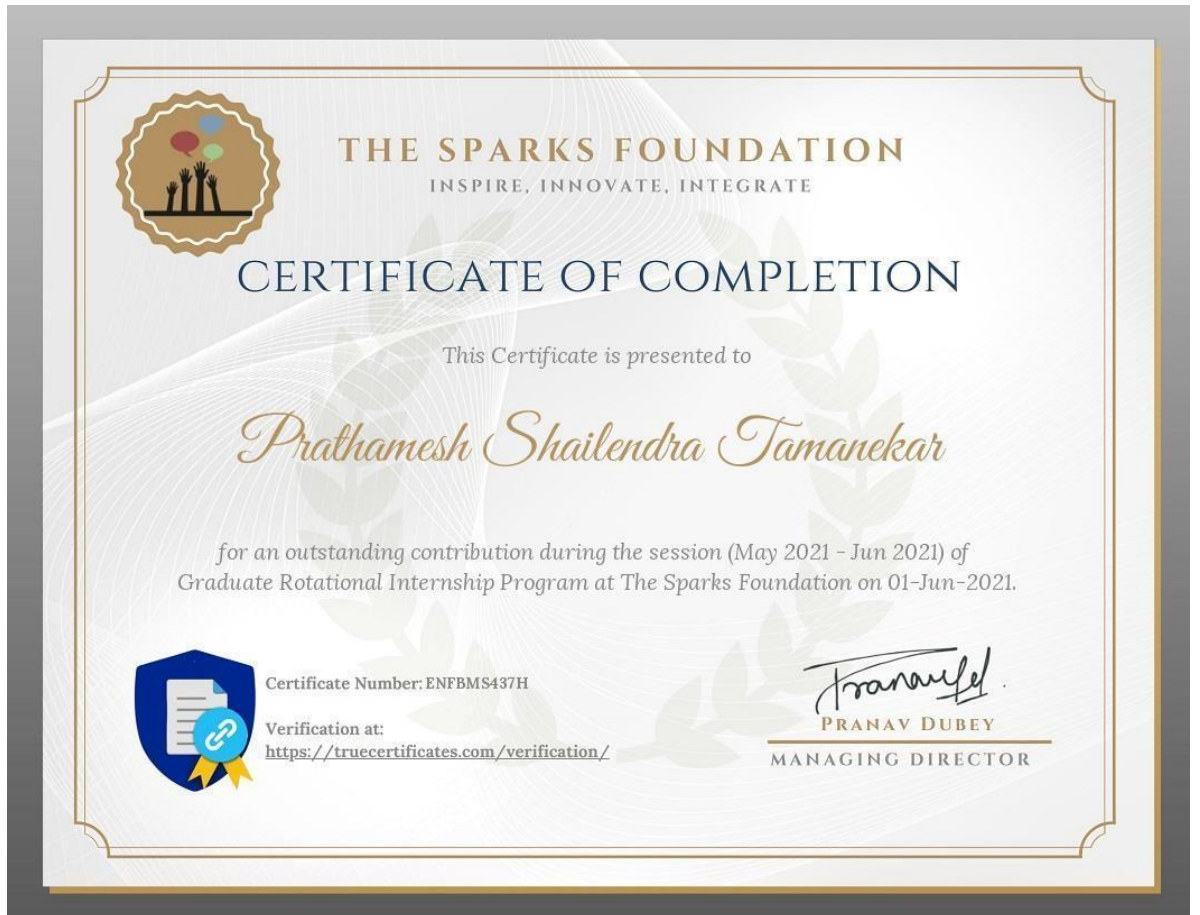 THE SPARKS FOUNDATION
INSPIRE, INNOVATE, INTEGRATE
CERTIFICATE OF COMPLETION
This Certificate is presented to
Prathamesh Shailendra Tamanekar
for an outstanding contribution during the session (May 2021 - Jun 2021) of
Graduate Rotational Internship Program at The Sparks Foundation on 01-Jun-2021.
Certificate Number: ENFBMS437H
Verification at:
https://truecertificates.com/verification/
PRANAV DUBEY
MANAGING DIRECTOR